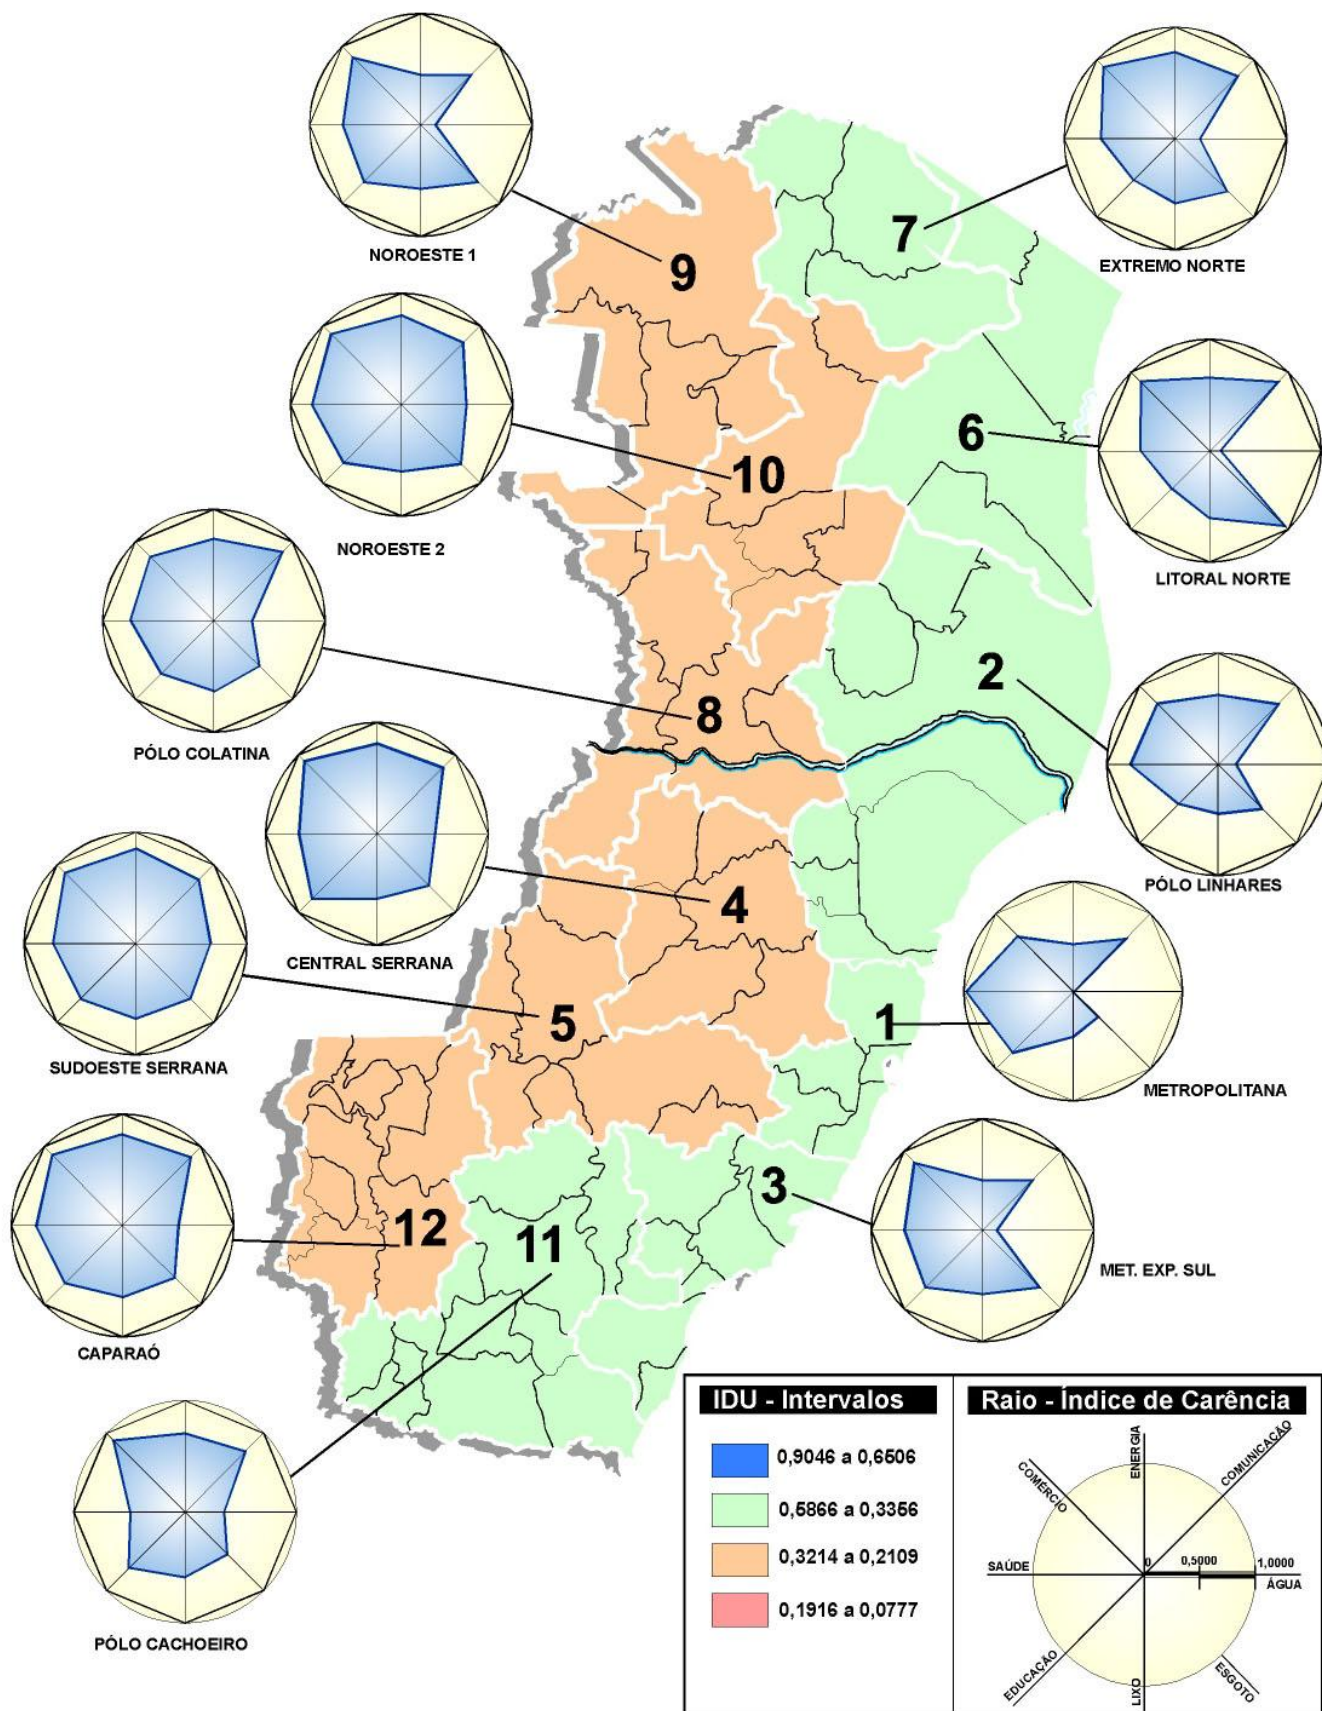 NOROESTE 1
9
7
EXTREMO NORTE
NOROESTE 2
10
6
LITORAL NORTE
PÓLO COLATINA
8
2
PÓLO LINHARES
CENTRAL SERRANA
4
SUDOESTE SERRANA
5
1
METROPOLITANA
CAPARAÓ
12
11
3
MET. EXP. SUL
PÓLO CACHOEIRO
IDU - Intervalos
0,9046 a 0,6506
0,5866 a 0,3356
0,3214 a 0,2109
0,1916 a 0,0777
Raio - Índice de Carência
ENERGIA
COMUNICAÇÃO
COMÉRCIO
SAÚDE
0
0,5000
1,0000
ÁGUA
EDUCAÇÃO
LIXO
ESGOTO